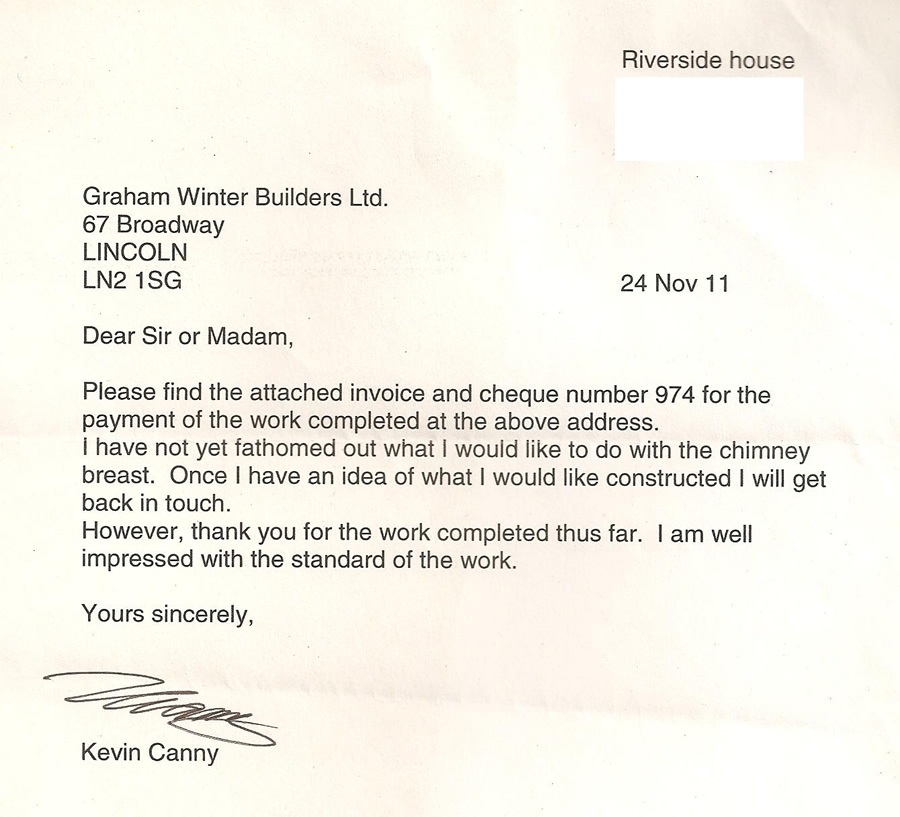 Riverside house
Graham Winter Builders Ltd.
67 Broadway
LINCOLN
LN2 1SG
24 Nov 11
Dear Sir or Madam,
Please find the attached invoice and cheque number 974 for the
payment of the work completed at the above address.
I have not yet fathomed out what I would like to do with the chimney
breast.  Once I have an idea of what I would like constructed I will get
back in touch.
However, thank you for the work completed thus far.  I am well
impressed with the standard of the work.
Yours sincerely,
Kevin Canny